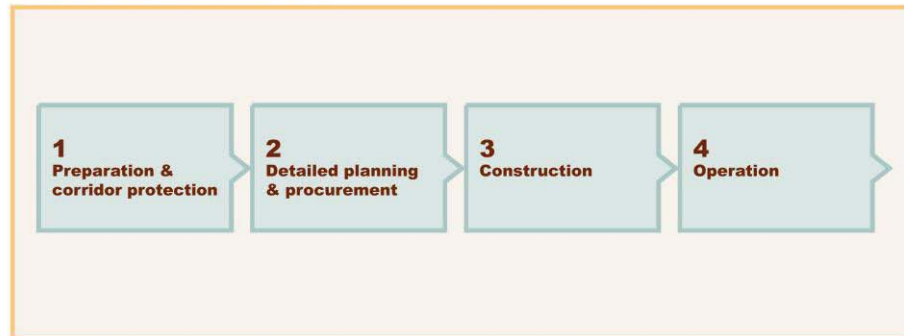 1
Preparation &
corridor protection
2
Detailed planning
& procurement
3
Construction
4
Operation